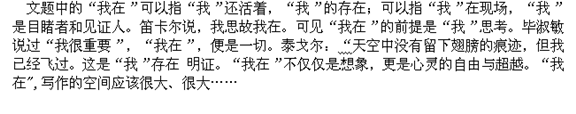 文题中的“我在”可以指“我”还活着，“我”的存在；可以指“我”在现场，“我”
是目睹者和见证人。笛卡尔说，我思故我在。可见“我在”的前提是“我”思考。毕淑敏
说过“我很重要”，“我在”，便是一切。泰戈尔：“天空中没有留下翅膀的痕迹，但我
已经飞过。这是“我”存在 明证。“我在”不仅仅是想象，更是心灵的自由与超越。“我
在",写作的空间应该很大、很大……